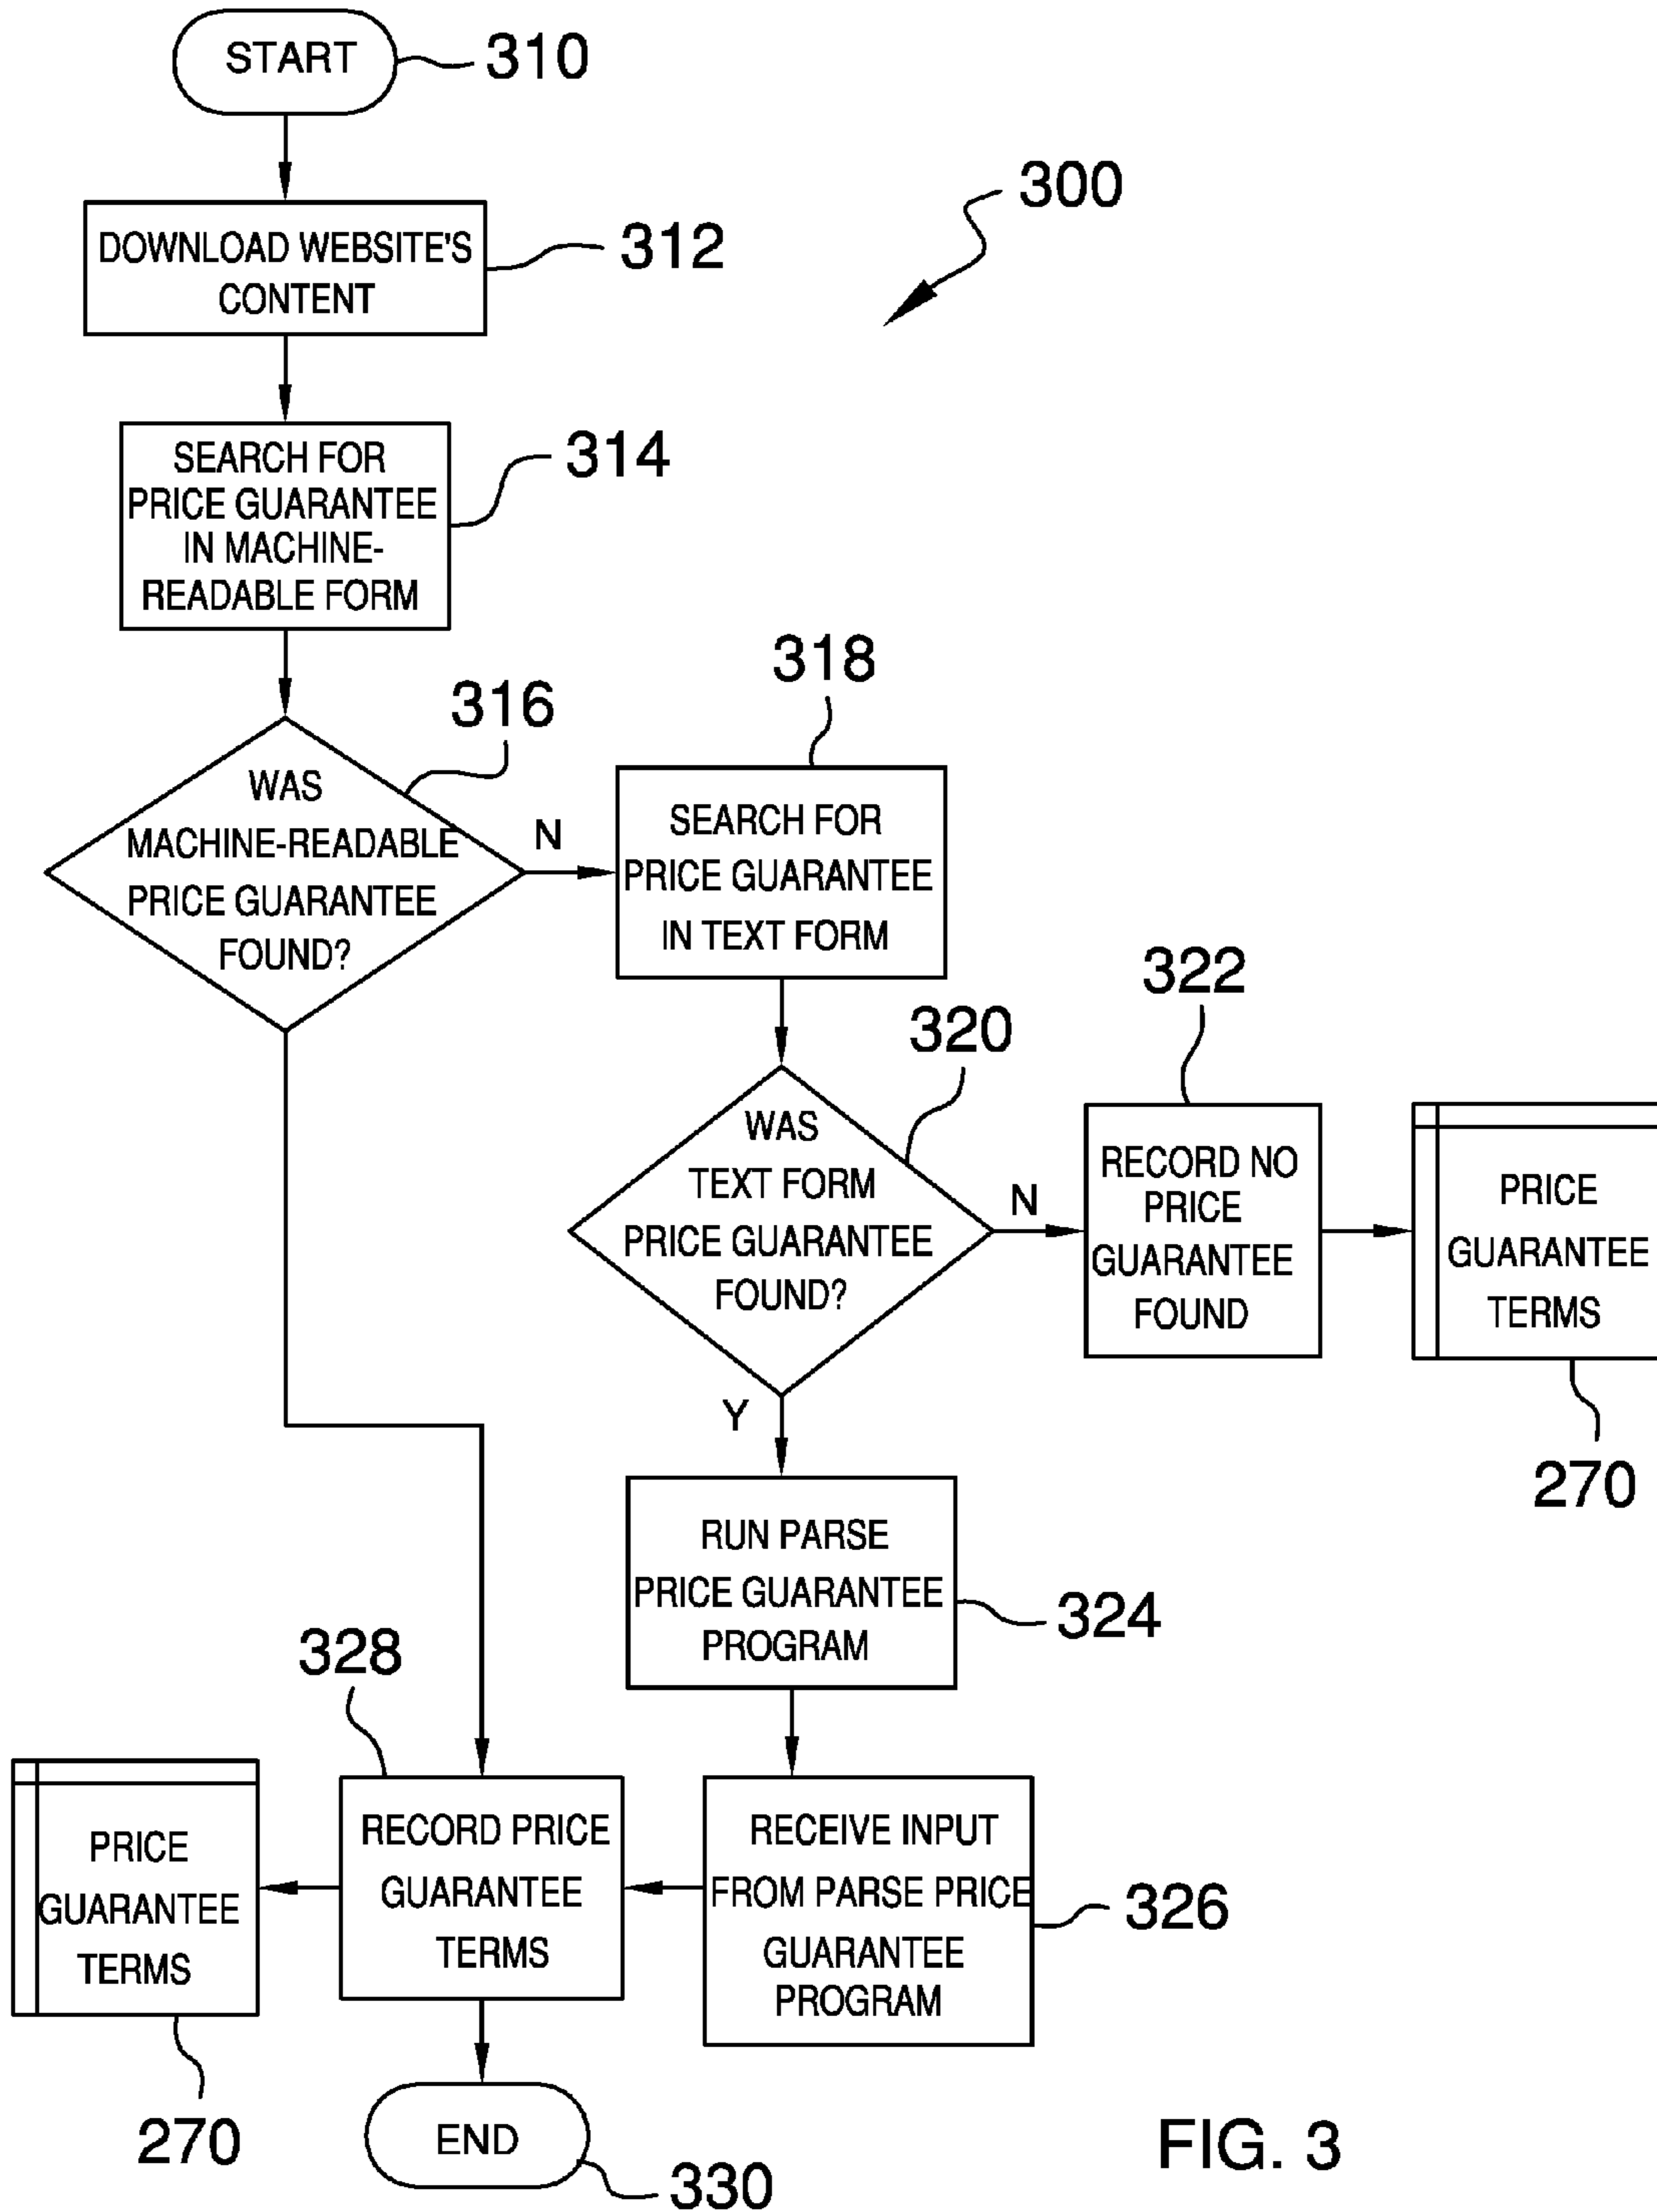 START
310
300
DOWNLOAD WEBSITE'S
CONTENT
312
SEARCH FOR
PRICE GUARANTEE
IN MACHINE-
READABLE FORM
314
316
WAS
MACHINE-READABLE
PRICE GUARANTEE
FOUND?
N
318
SEARCH FOR
PRICE GUARANTEE
IN TEXT FORM
320
WAS
TEXT FORM
PRICE GUARANTEE
FOUND?
N
322
RECORD NO
PRICE
GUARANTEE
FOUND
PRICE
GUARANTEE
TERMS
270
Y
RUN PARSE
PRICE GUARANTEE
PROGRAM
324
RECEIVE INPUT
FROM PARSE PRICE
GUARANTEE
PROGRAM
326
328
RECORD PRICE
GUARANTEE
TERMS
PRICE
GUARANTEE
TERMS
270
END
330
FIG. 3